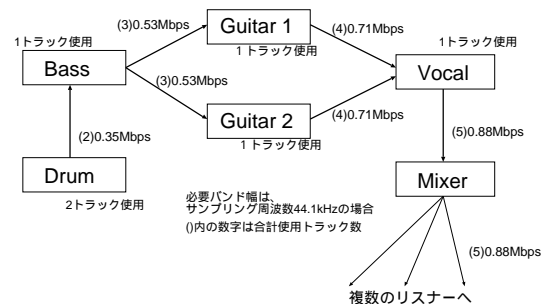 (3)0.53Mbps
Guitar 1
(4)0.71Mbps
1トラック使用
1 トラック使用
1トラック使用
Bass
(3)0.53Mbps
Vocal
Guitar 2
(4)0.71Mbps
(2)0.35Mbps
1 トラック使用
(5)0.88Mbps
Drum
Mixer
2トラック使用
必要バンド幅は、
サンプリング周波数44.1kHzの場合
()内の数字は合計使用トラック数
(5)0.88Mbps
複数のリスナーへ